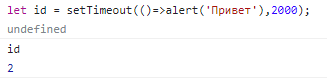 let id = setTimeout(()=>alert('Привет'),2000);
undefined
id
2